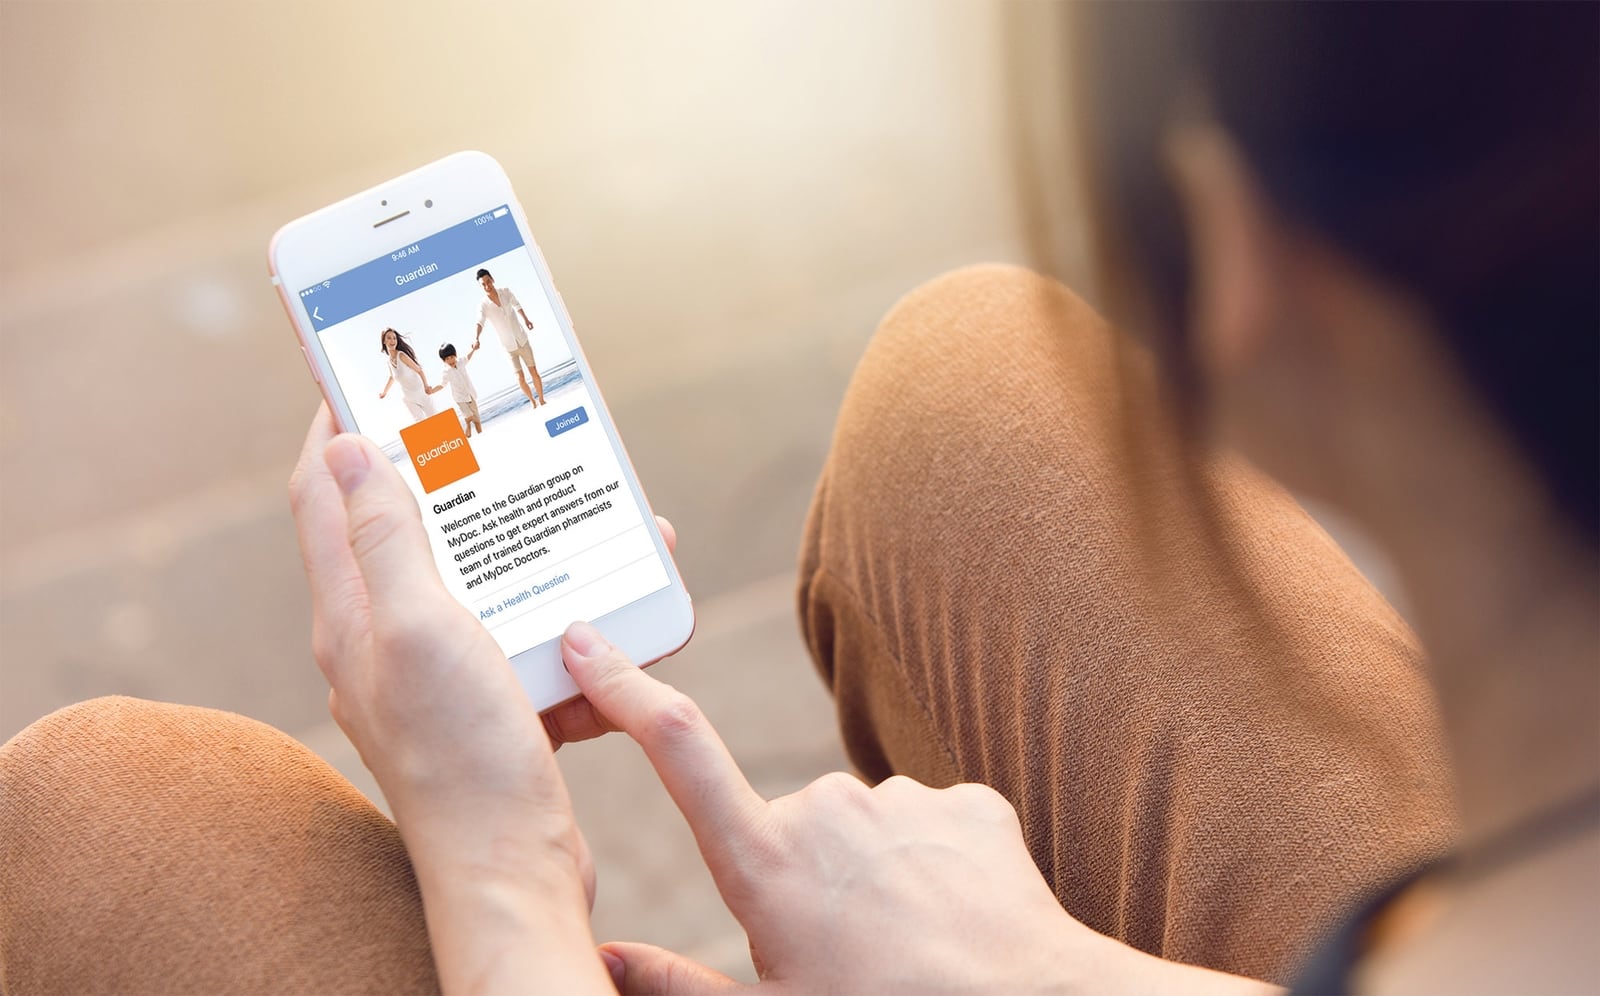 9:46 AM
100%
Guardian
guardian
Joined
Guardian
Welcome to the Guardian group on
MyDoc. Ask health and product
questions to get expert answers from our
team of trained Guardian pharmacists
and MyDoc Doctors.
Ask a Health Question